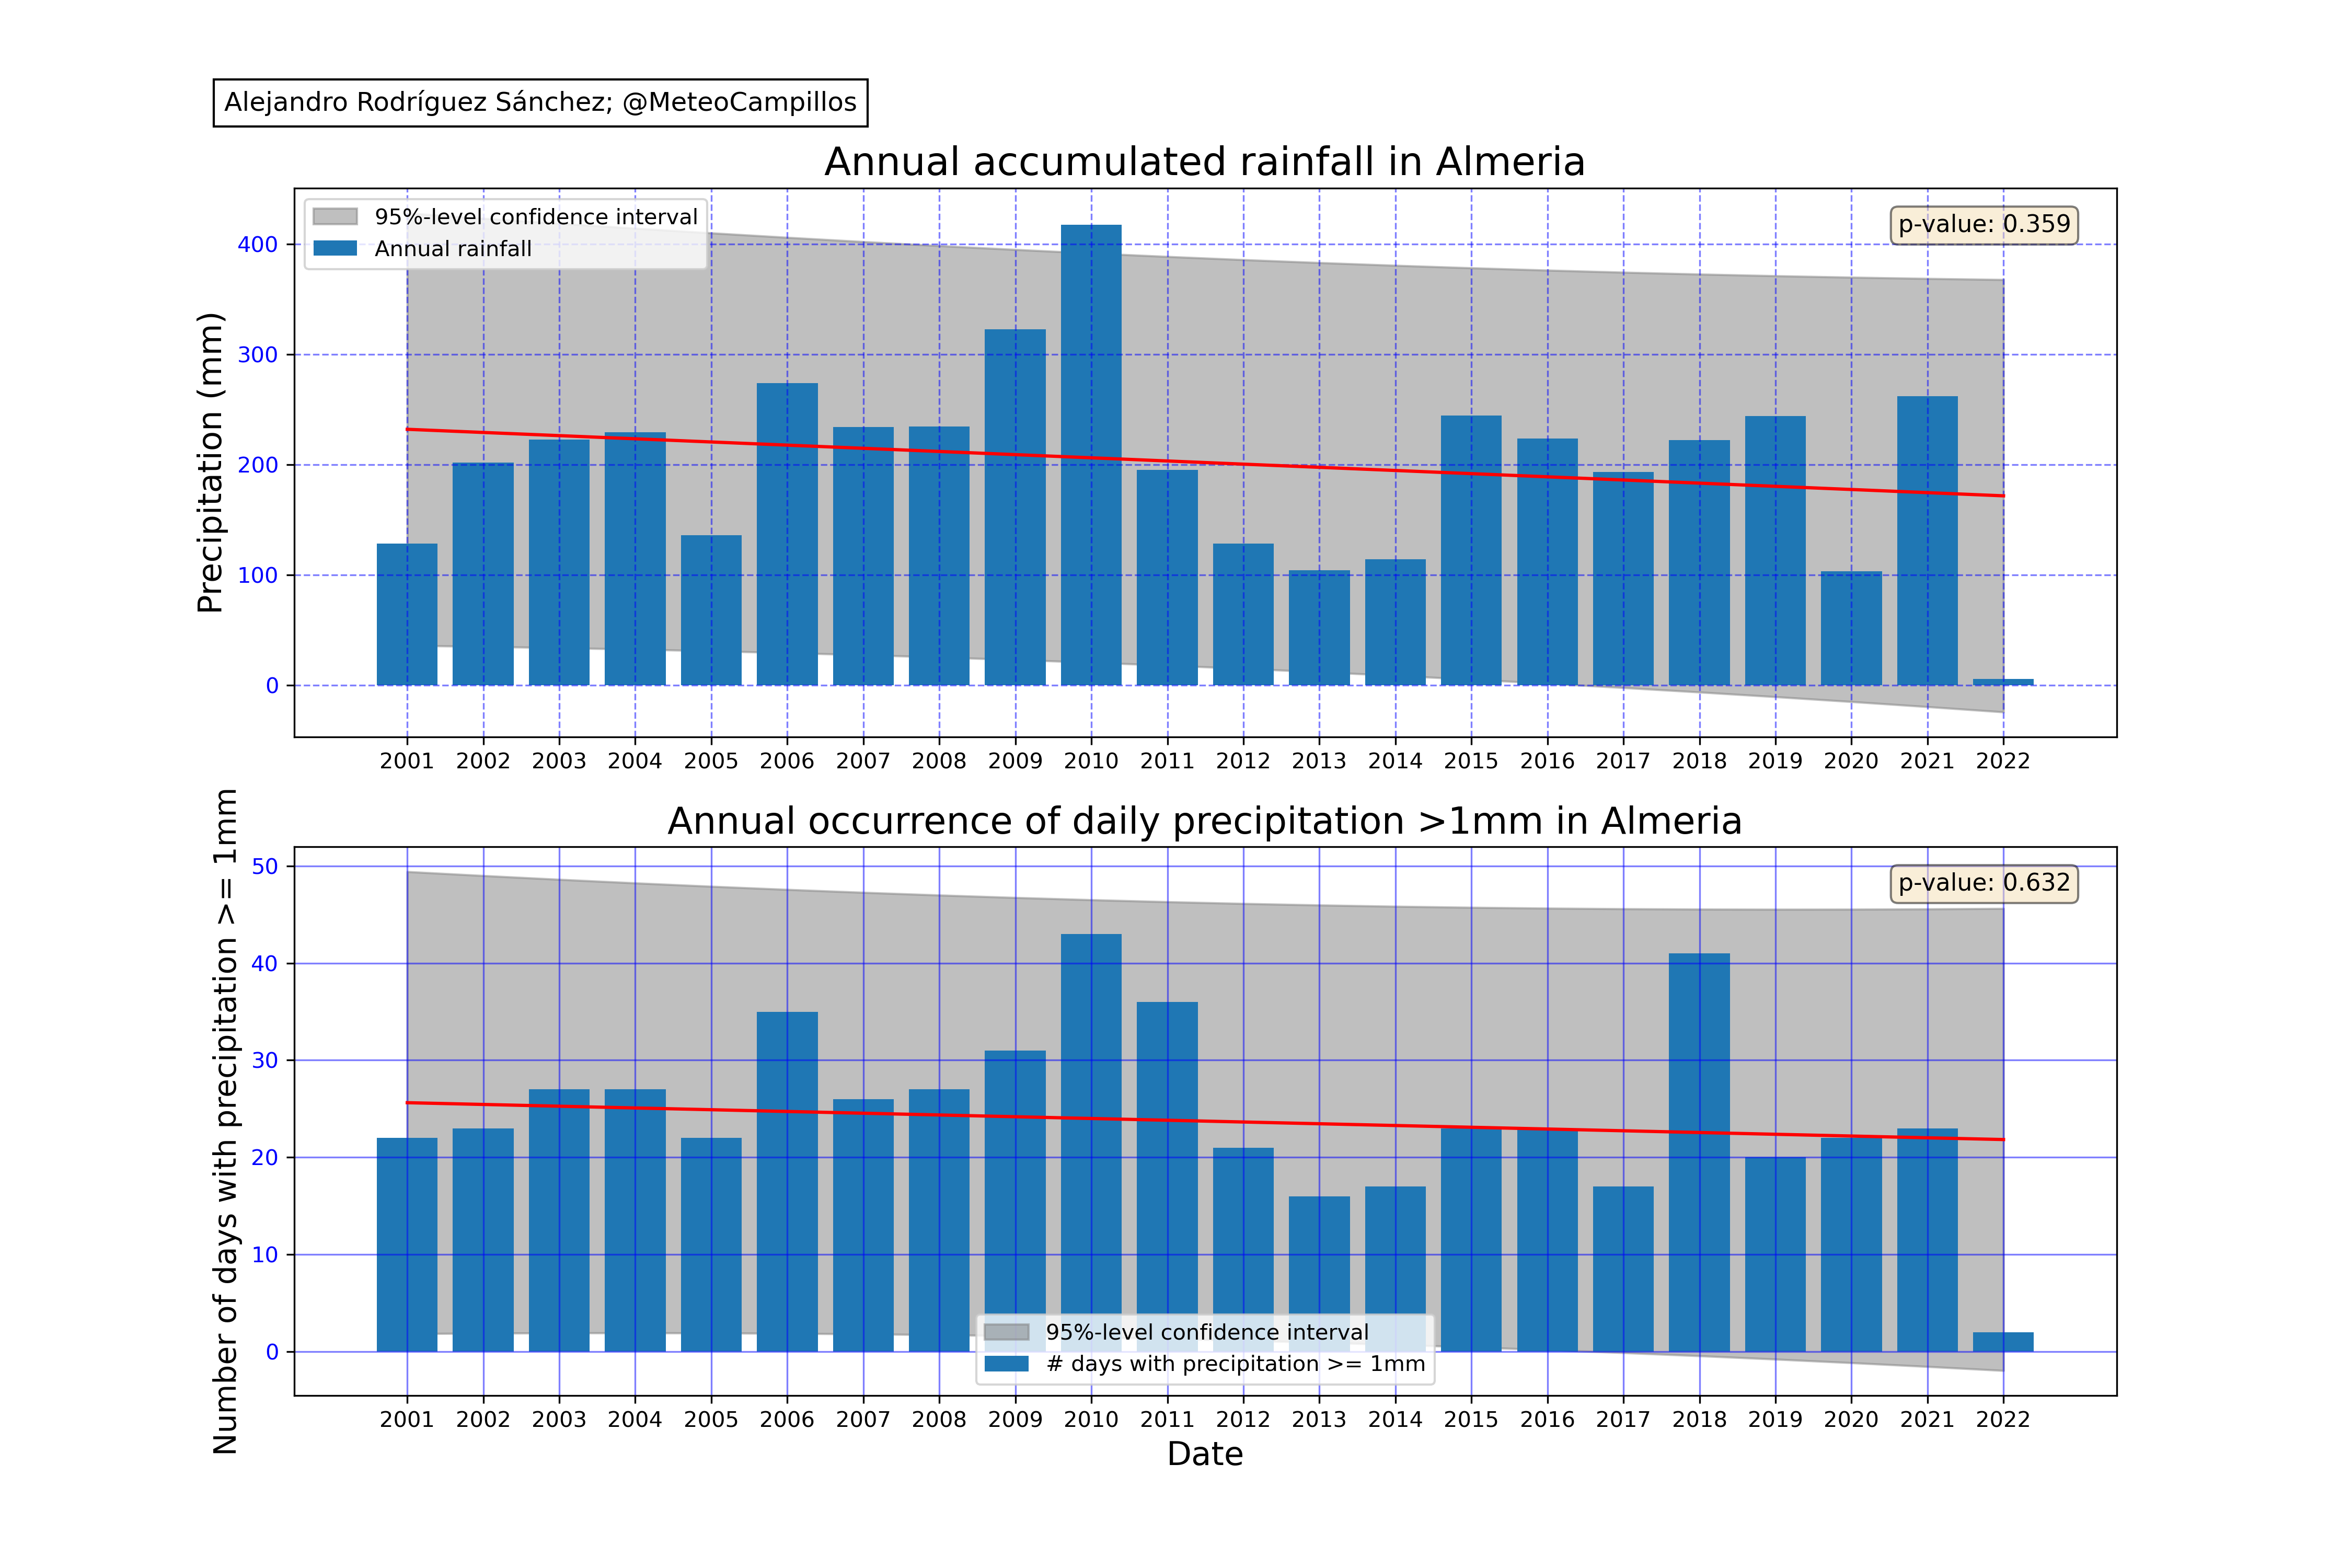 Alejandro Rodríguez Sánchez; @MeteoCampillos
Annual accumulated rainfall in Almeria
95%-level confidence interval
Annual rainfall
p-value: 0.359
Precipitation (mm)
400
300
200
100
0
2001 2002 2003 2004 2005 2006 2007 2008 2009 2010 2011 2012 2013 2014 2015 2016 2017 2018 2019 2020 2021 2022
Annual occurrence of daily precipitation >1mm in Almeria
p-value: 0.632
Number of days with precipitation >= 1mm
50
40
30
20
10
0
95%-level confidence interval
# days with precipitation >= 1mm
2001 2002 2003 2004 2005 2006 2007 2008 2009 2010 2011 2012 2013 2014 2015 2016 2017 2018 2019 2020 2021 2022
Date